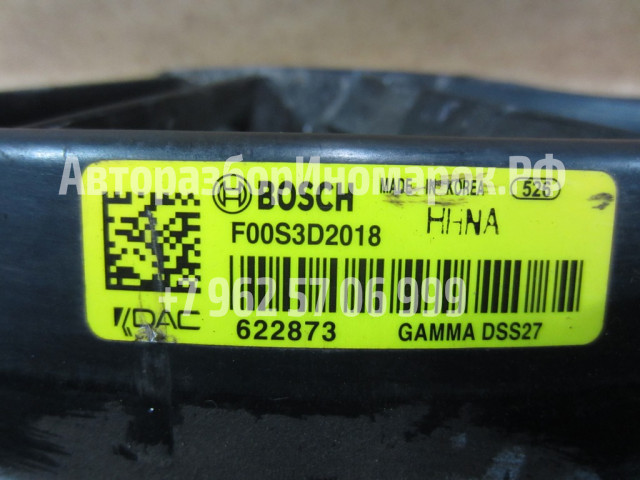 АвторазборИномарок.РФ
BOSCH MADE IN KOREA 526
F00S3D2018 HHNA
+7 962 57 06 999
DAC 622873 GAMMA DSS27